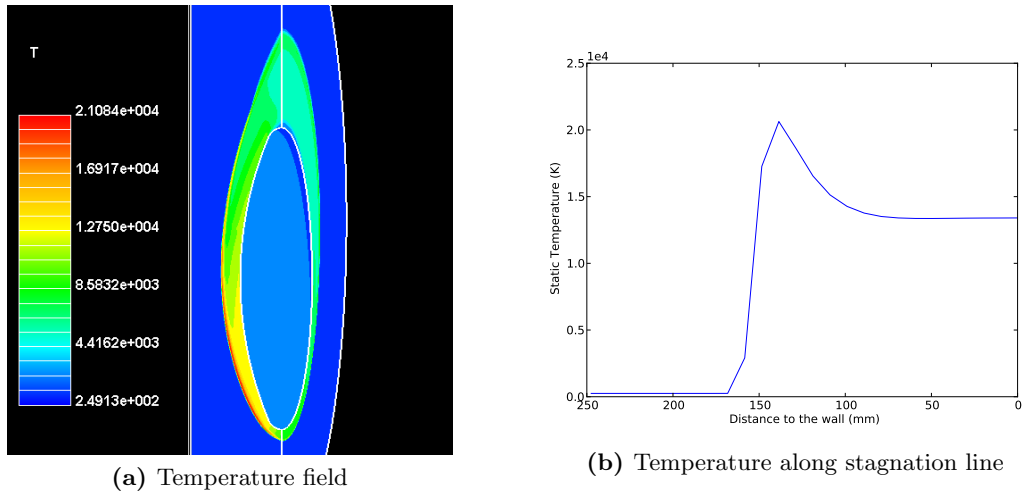 T
2.1084e+004
1.6917e+004
1.2750e+004
8.5832e+003
4.4162e+003
2.4913e+002
(a) Temperature field
1e4
2.5
2.0
1.5
1.0
0.5
0.0
250 200 150 100 50 0
Static Temperature (K)
Distance to the wall (mm)
(b) Temperature along stagnation line